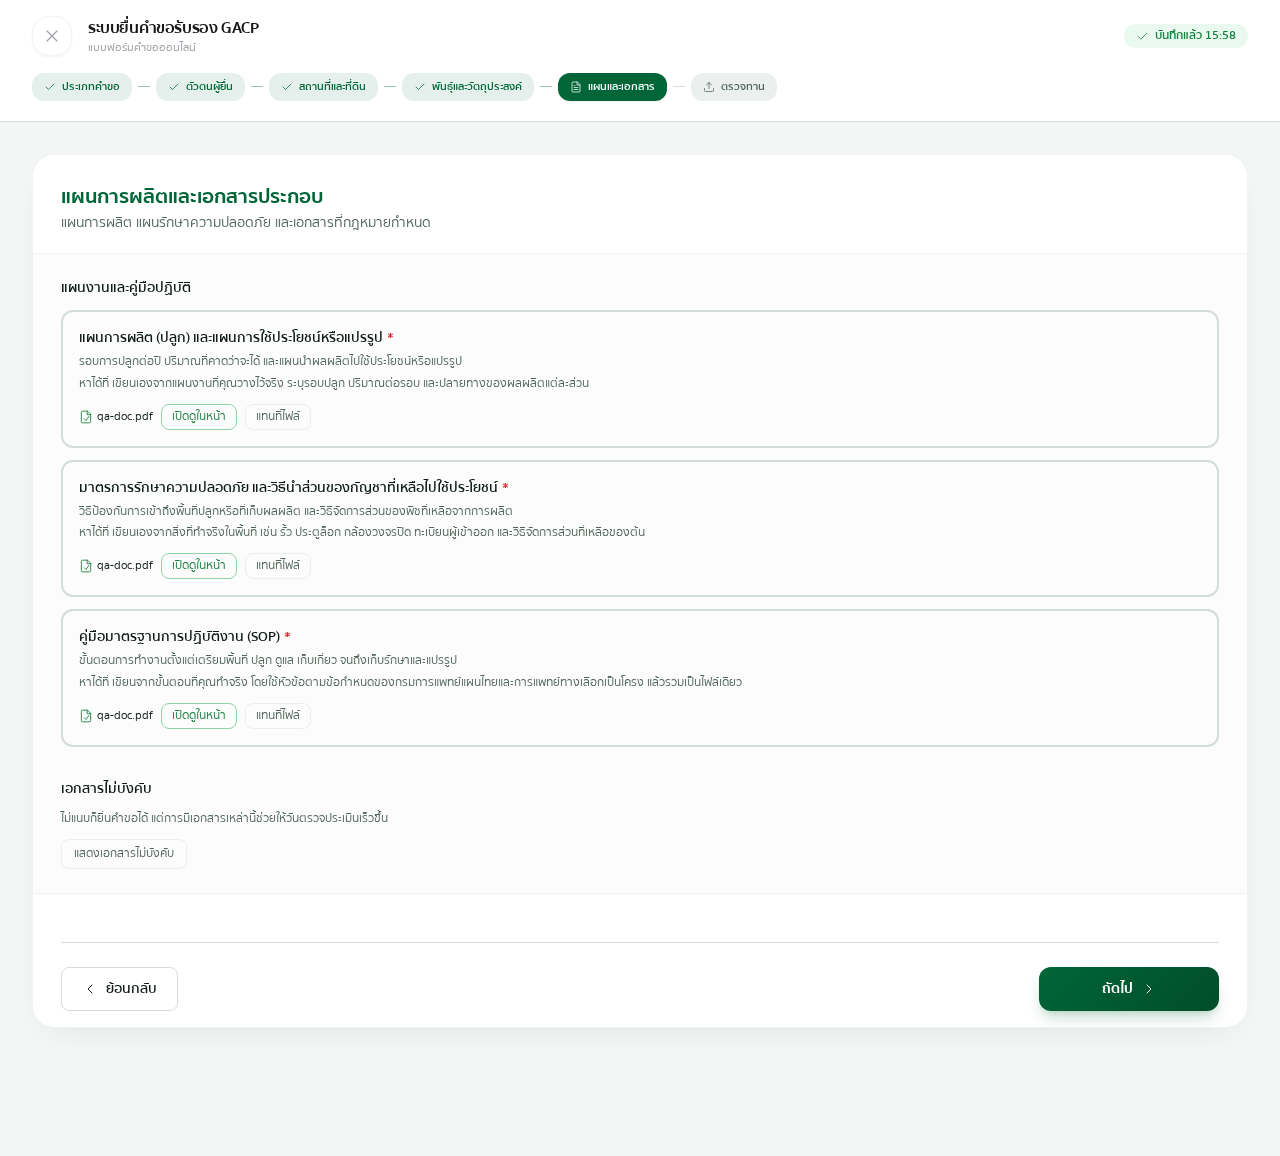 ระบบยื่นคำขอรับรอง GACP
แบบฟอร์มคำขอออนไลน์
บันทึกแล้ว 15:58
ประเภทคำขอ
ตัวตนผู้ยื่น
สถานที่และที่ดิน
พันธุ์และวัตถุประสงค์
แผนและเอกสาร
ตรวจทาน
แผนการผลิตและเอกสารประกอบ
แผนการผลิต แผนรักษาความปลอดภัย และเอกสารที่กฎหมายกำหนด
แผนงานและคู่มือปฏิบัติ
แผนการผลิต (ปลูก) และแผนการใช้ประโยชน์หรือแปรรูป *
รอบการปลูกต่อปี ปริมาณที่คาดว่าจะได้ และแผนนำผลผลิตไปใช้ประโยชน์หรือแปรรูป
หาได้ที่ เขียนเองจากแผนงานที่คุณวางไว้จริง ระบุรอบปลูก ปริมาณต่อรอบ และปลายทางของผลผลิตแต่ละส่วน
qa-doc.pdf เปิดดูในหน้า แทนที่ไฟล์
มาตรการรักษาความปลอดภัย และวิธีนำส่วนของกัญชาที่เหลือไปใช้ประโยชน์ *
วิธีป้องกันการเข้าถึงพื้นที่ปลูกหรือที่เก็บผลผลิต และวิธีจัดการส่วนของพืชที่เหลือจากการผลิต
หาได้ที่ เขียนเองจากสิ่งที่ทำจริงในพื้นที่ เช่น รั้ว ประตูล็อก กล้องวงจรปิด ทะเบียนผู้เข้าออก และวิธีจัดการส่วนที่เหลือของต้น
qa-doc.pdf เปิดดูในหน้า แทนที่ไฟล์
คู่มือมาตรฐานการปฏิบัติงาน (SOP) *
ขั้นตอนการทำงานตั้งแต่เตรียมพื้นที่ ปลูก ดูแล เก็บเกี่ยว จนถึงเก็บรักษาและแปรรูป
หาได้ที่ เขียนจากขั้นตอนที่คุณทำจริง โดยใช้หัวข้อตามข้อกำหนดของกรมการแพทย์แผนไทยและการแพทย์ทางเลือกเป็นโครง แล้วรวมเป็นไฟล์เดียว
qa-doc.pdf เปิดดูในหน้า แทนที่ไฟล์
เอกสารไม่บังคับ
ไม่แนบก็ยื่นคำขอได้ แต่การมีเอกสารเหล่านี้ช่วยให้วันตรวจประเมินเร็วขึ้น
แสดงเอกสารไม่บังคับ
ย้อนกลับ
ถัดไป